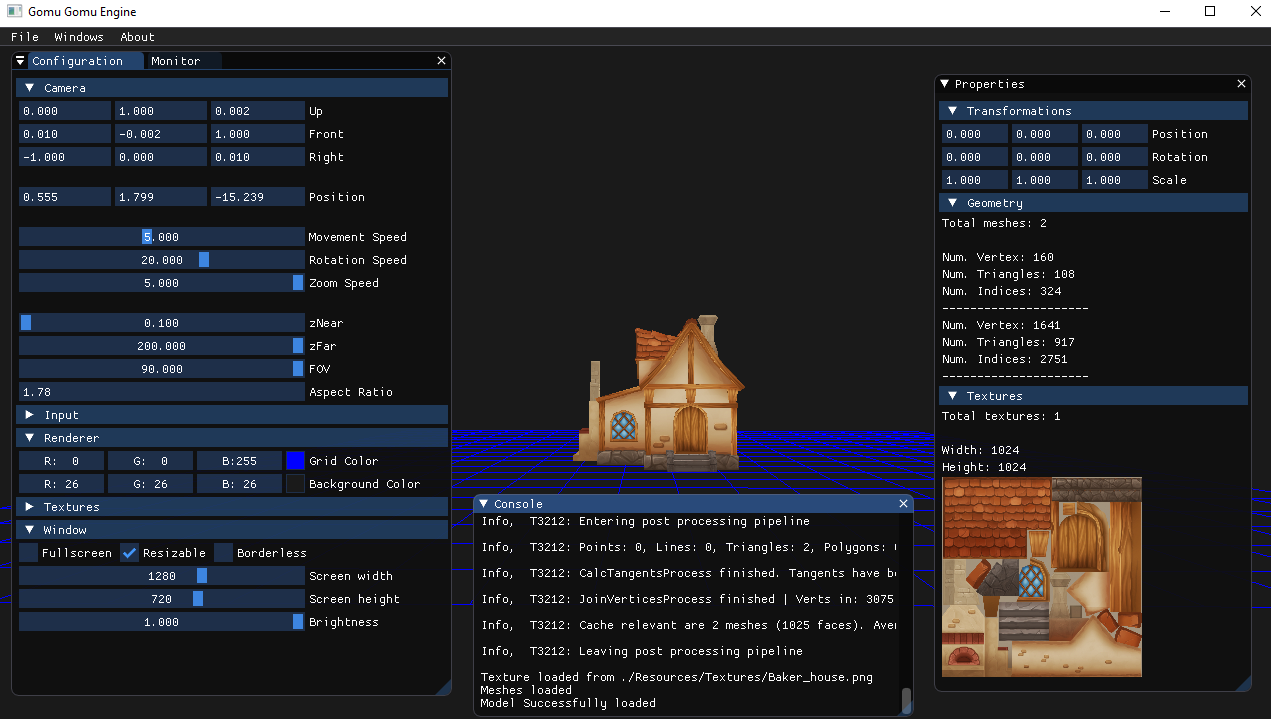 Gomu Gomu Engine
File Windows About
Configuration Monitor
Camera
0.000 1.000 0.002 Up
0.010 -0.002 1.000 Front
-1.000 0.000 0.010 Right
0.555 1.799 -15.239 Position
5.000 Movement Speed
20.000 Rotation Speed
5.000 Zoom Speed
0.100 zNear
200.000 zFar
90.000 FOV
1.78 Aspect Ratio
Input
Renderer
R: 0 G: 0 B:255 Grid Color
R: 26 G: 26 B: 26 Background Color
Textures
Window
Fullscreen Resizable Borderless
1280 Screen width
720 Screen height
1.000 Brightness
Console
Info, T3212: Entering post processing pipeline
Info, T3212: Points: 0, Lines: 0, Triangles: 2, Polygons:
Info, T3212: CalcTangentsProcess finished. Tangents have be
Info, T3212: JoinVerticesProcess finished | Verts in: 3075
Info, T3212: Cache relevant are 2 meshes (1025 faces). Aver
Info, T3212: Leaving post processing pipeline
Texture loaded from ./Resources/Textures/Baker_house.png
Meshes loaded
Model Successfully loaded
Properties
Transformations
0.000 0.000 0.000 Position
0.000 0.000 0.000 Rotation
1.000 1.000 1.000 Scale
Geometry
Total meshes: 2
Num. Vertex: 160
Num. Triangles: 108
Num. Indices: 324
---------------------
Num. Vertex: 1641
Num. Triangles: 917
Num. Indices: 2751
---------------------
Textures
Total textures: 1
Width: 1024
Height: 1024